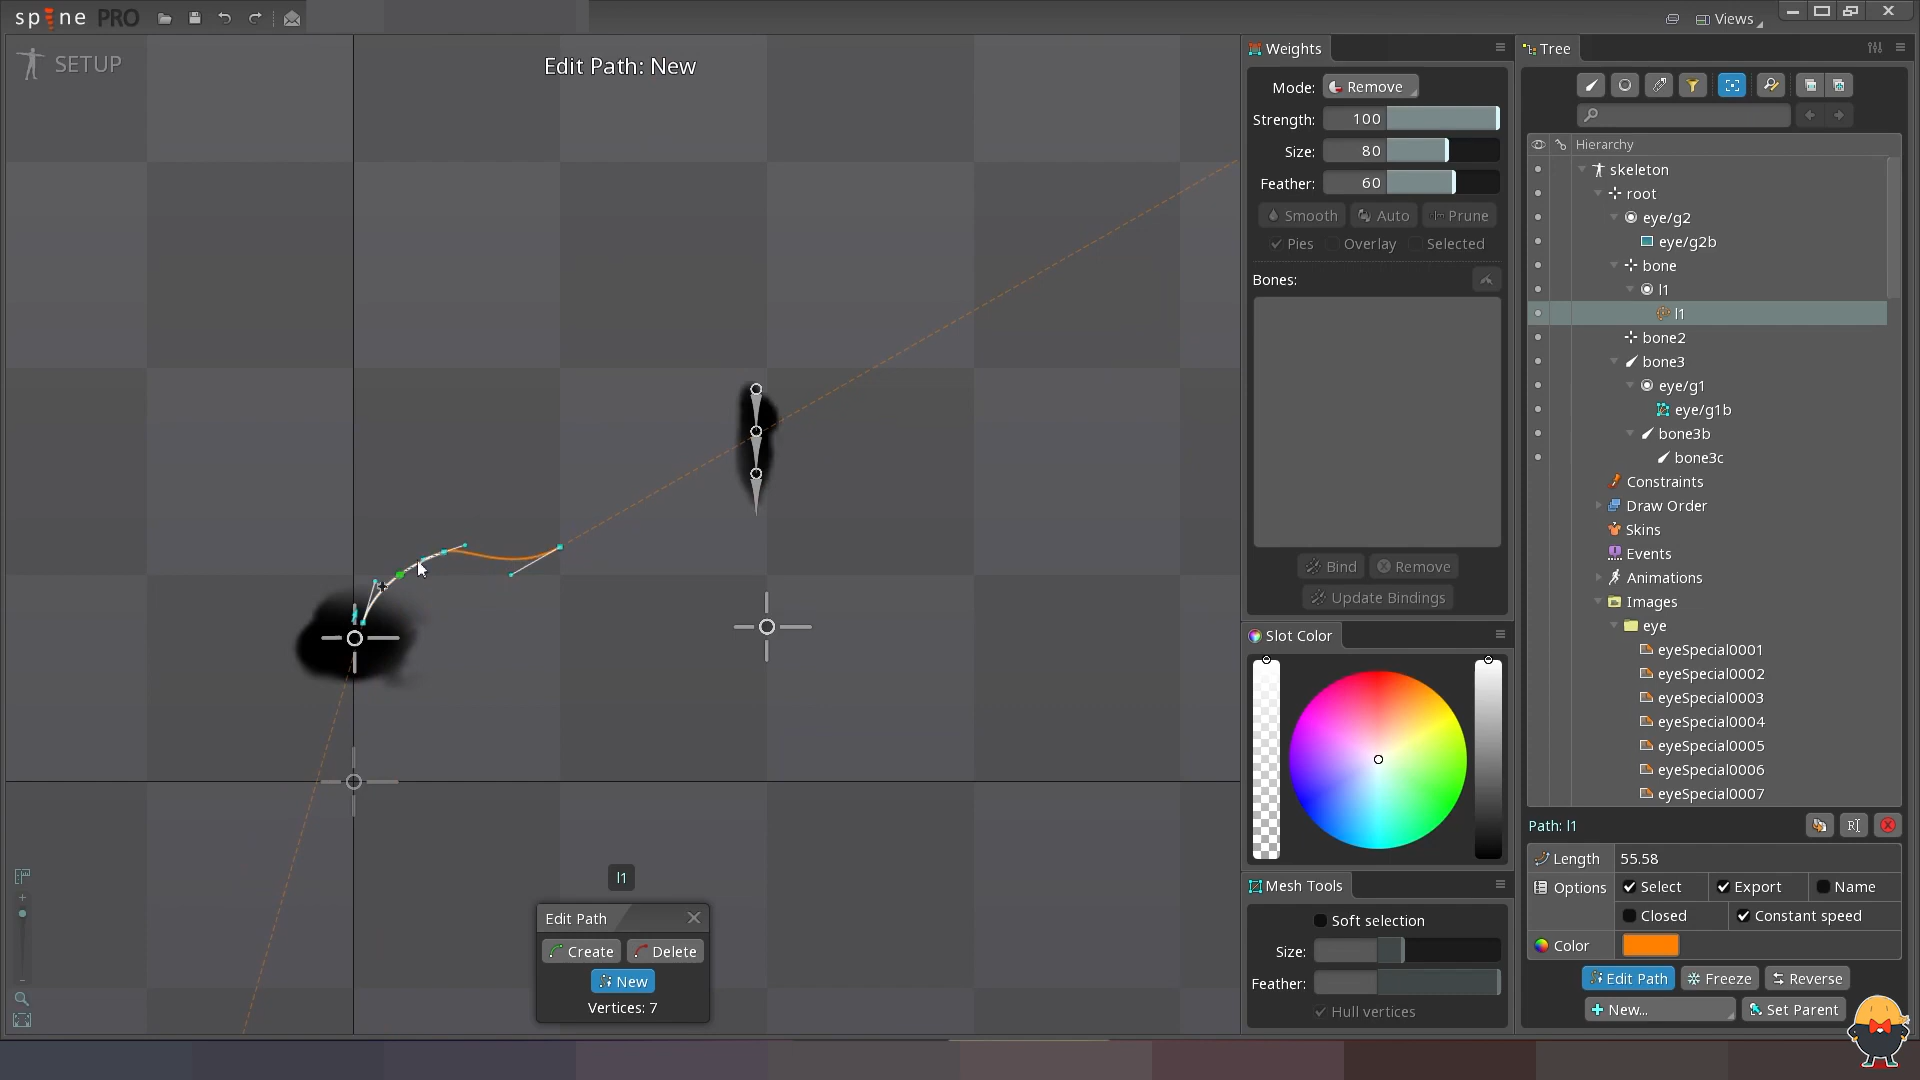 spine PRO
Views
SETUP
Edit Path: New
l1
Edit Path
Create
Delete
New
Vertices: 7
Weights
Mode:
Remove
Strength:
100
Size:
80
Feather:
60
Smooth
Auto
Prune
Pies
Overlay
Selected
Bones:
Bind
Remove
Update Bindings
Slot Color
Mesh Tools
Soft selection
Size:
Feather:
Hull vertices
Tree
Hierarchy
skeleton
root
eye/g2
eye/g2b
bone
l1
l1
bone2
bone3
eye/g1
eye/g1b
bone3b
bone3c
Constraints
Draw Order
Skins
Events
Animations
Images
eye
eyeSpecial0001
eyeSpecial0002
eyeSpecial0003
eyeSpecial0004
eyeSpecial0005
eyeSpecial0006
eyeSpecial0007
Path: l1
Length
55.58
Options
Select
Export
Name
Closed
Constant speed
Color
Edit Path
Freeze
Reverse
New...
Set Parent